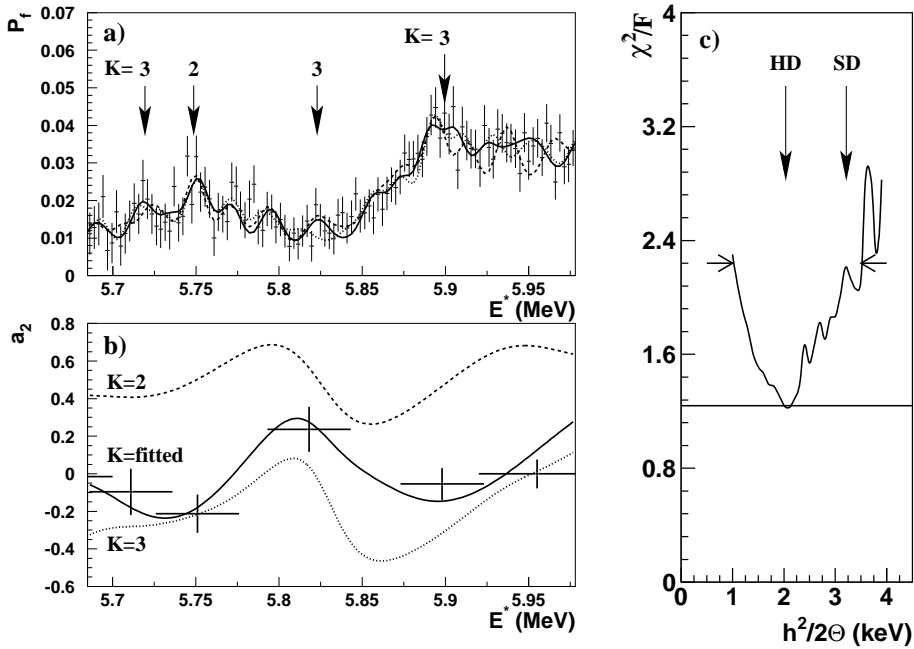 P_f
0.07
0.06
0.05
0.04
0.03
0.02
0.01
0
a)
K= 3
2
3
K= 3
5.7
5.75
5.8
5.85
5.9
5.95
E* (MeV)
a_2
0.8
0.6
0.4
0.2
0
-0.2
-0.4
-0.6
b)
K=2
K=fitted
K=3
5.7
5.75
5.8
5.85
5.9
5.95
E* (MeV)
χ²/F
4
3.2
2.4
1.6
0.8
0
c)
HD
SD
0
1
2
3
4
h²/2Θ (keV)